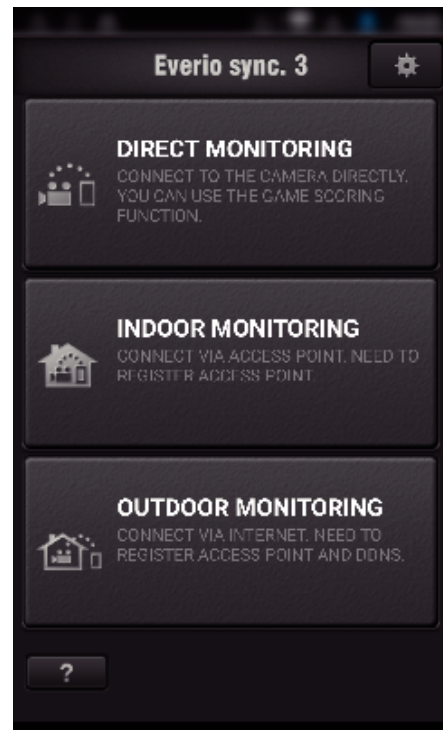 Everio sync. 3
DIRECT MONITORING
CONNECT TO THE CAMERA DIRECTLY.
YOU CAN USE THE GAME SCORING
FUNCTION.
INDOOR MONITORING
CONNECT VIA ACCESS POINT. NEED TO
REGISTER ACCESS POINT.
OUTDOOR MONITORING
CONNECT VIA INTERNET. NEED TO
REGISTER ACCESS POINT AND DDNS.
?